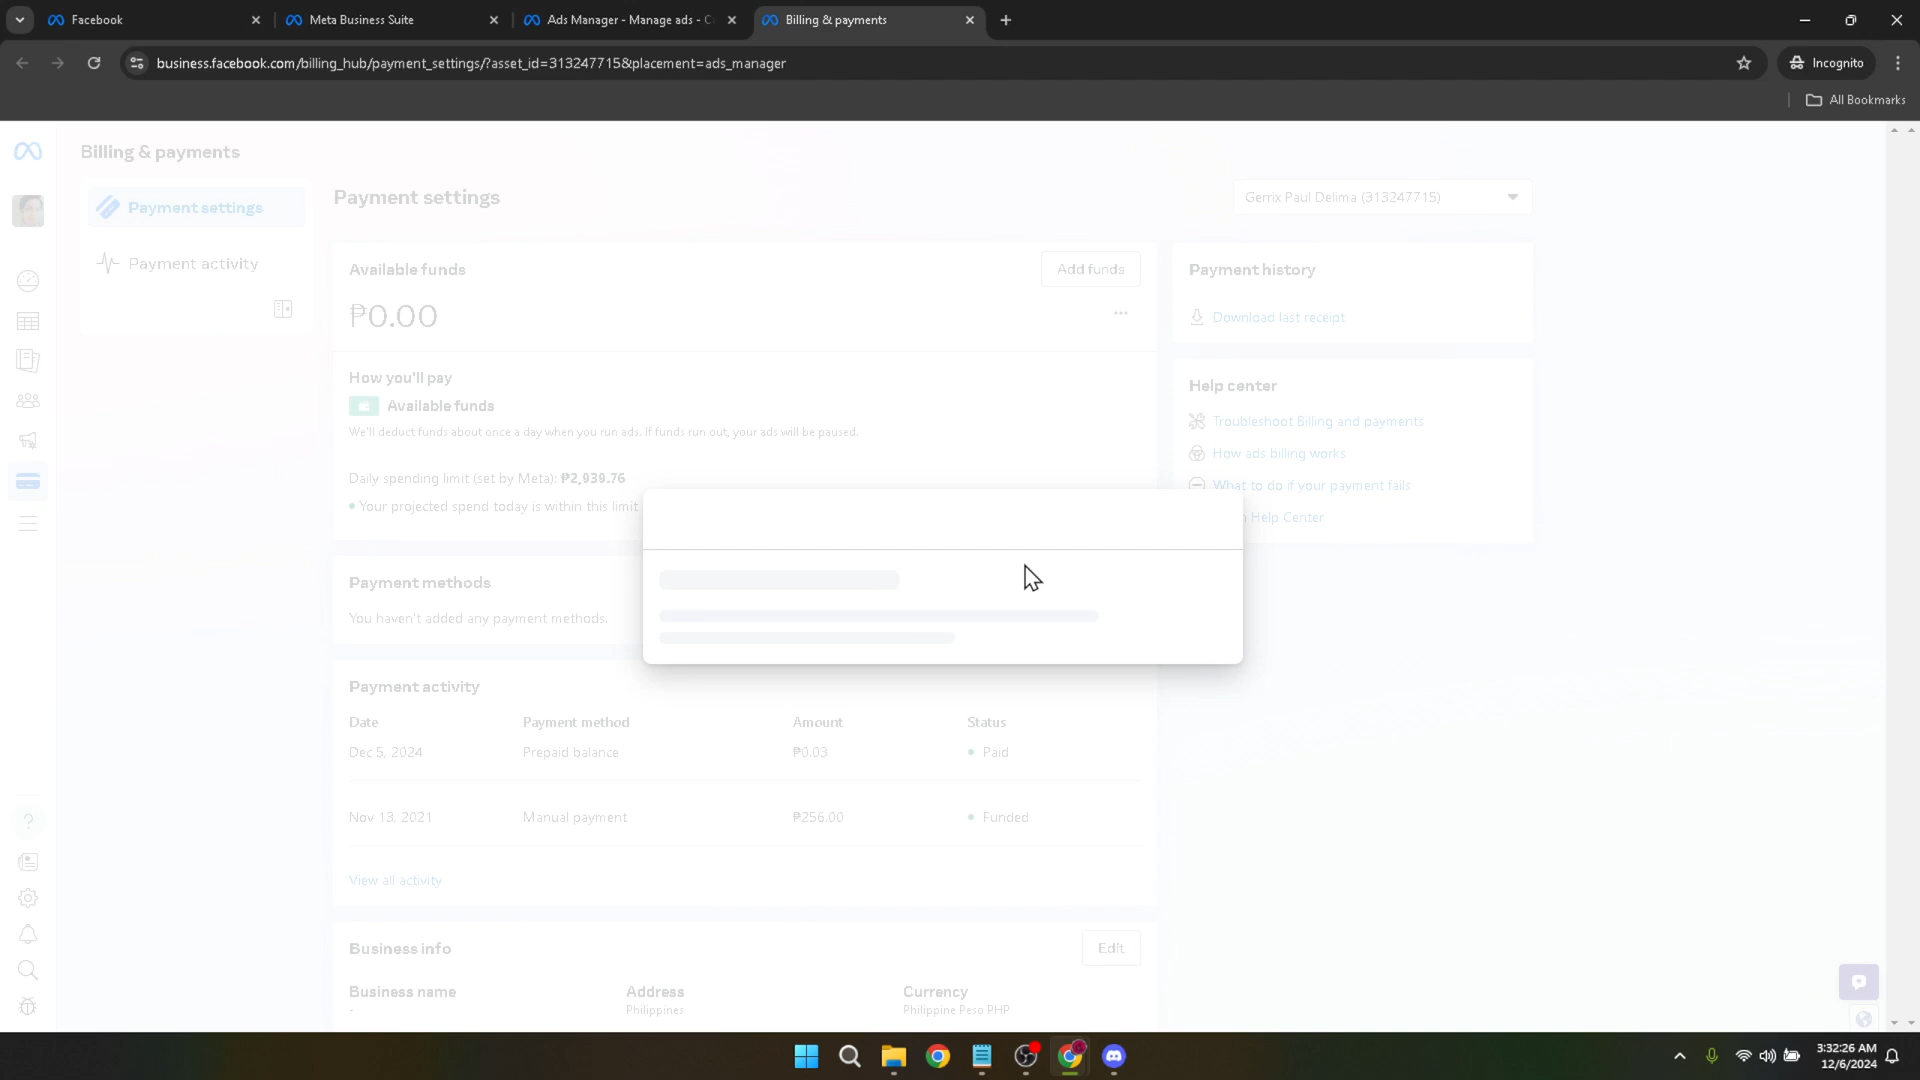 Facebook
Meta Business Suite
Ads Manager - Manage ads - C
Billing & payments
business.facebook.com/billing_hub/payment_settings/?asset_id=313247715&placement=ads_manager
Incognito
All Bookmarks
Billing & payments
Payment settings
Payment activity
Payment settings
Gerrix Paul Delima (313247715)
Available funds
Add funds
₱0.00
How you'll pay
Available funds
We'll deduct funds about once a day when you run ads. If funds run out, your ads will be paused.
Daily spending limit (set by Meta): ₱2,939.76
Your projected spend today is within this limit
Payment methods
You haven't added any payment methods.
Payment activity
Date Payment method Amount Status
Dec 5, 2024 Prepaid balance ₱0.03 Paid
Nov 13, 2021 Manual payment ₱256.00 Funded
View all activity
Business info
Edit
Business name Address Currency
- Philippines Philippine Peso PHP
Payment history
Download last receipt
Help center
Troubleshoot Billing and payments
How ads billing works
What to do if your payment fails
Help Center
3:32:26 AM
12/6/2024